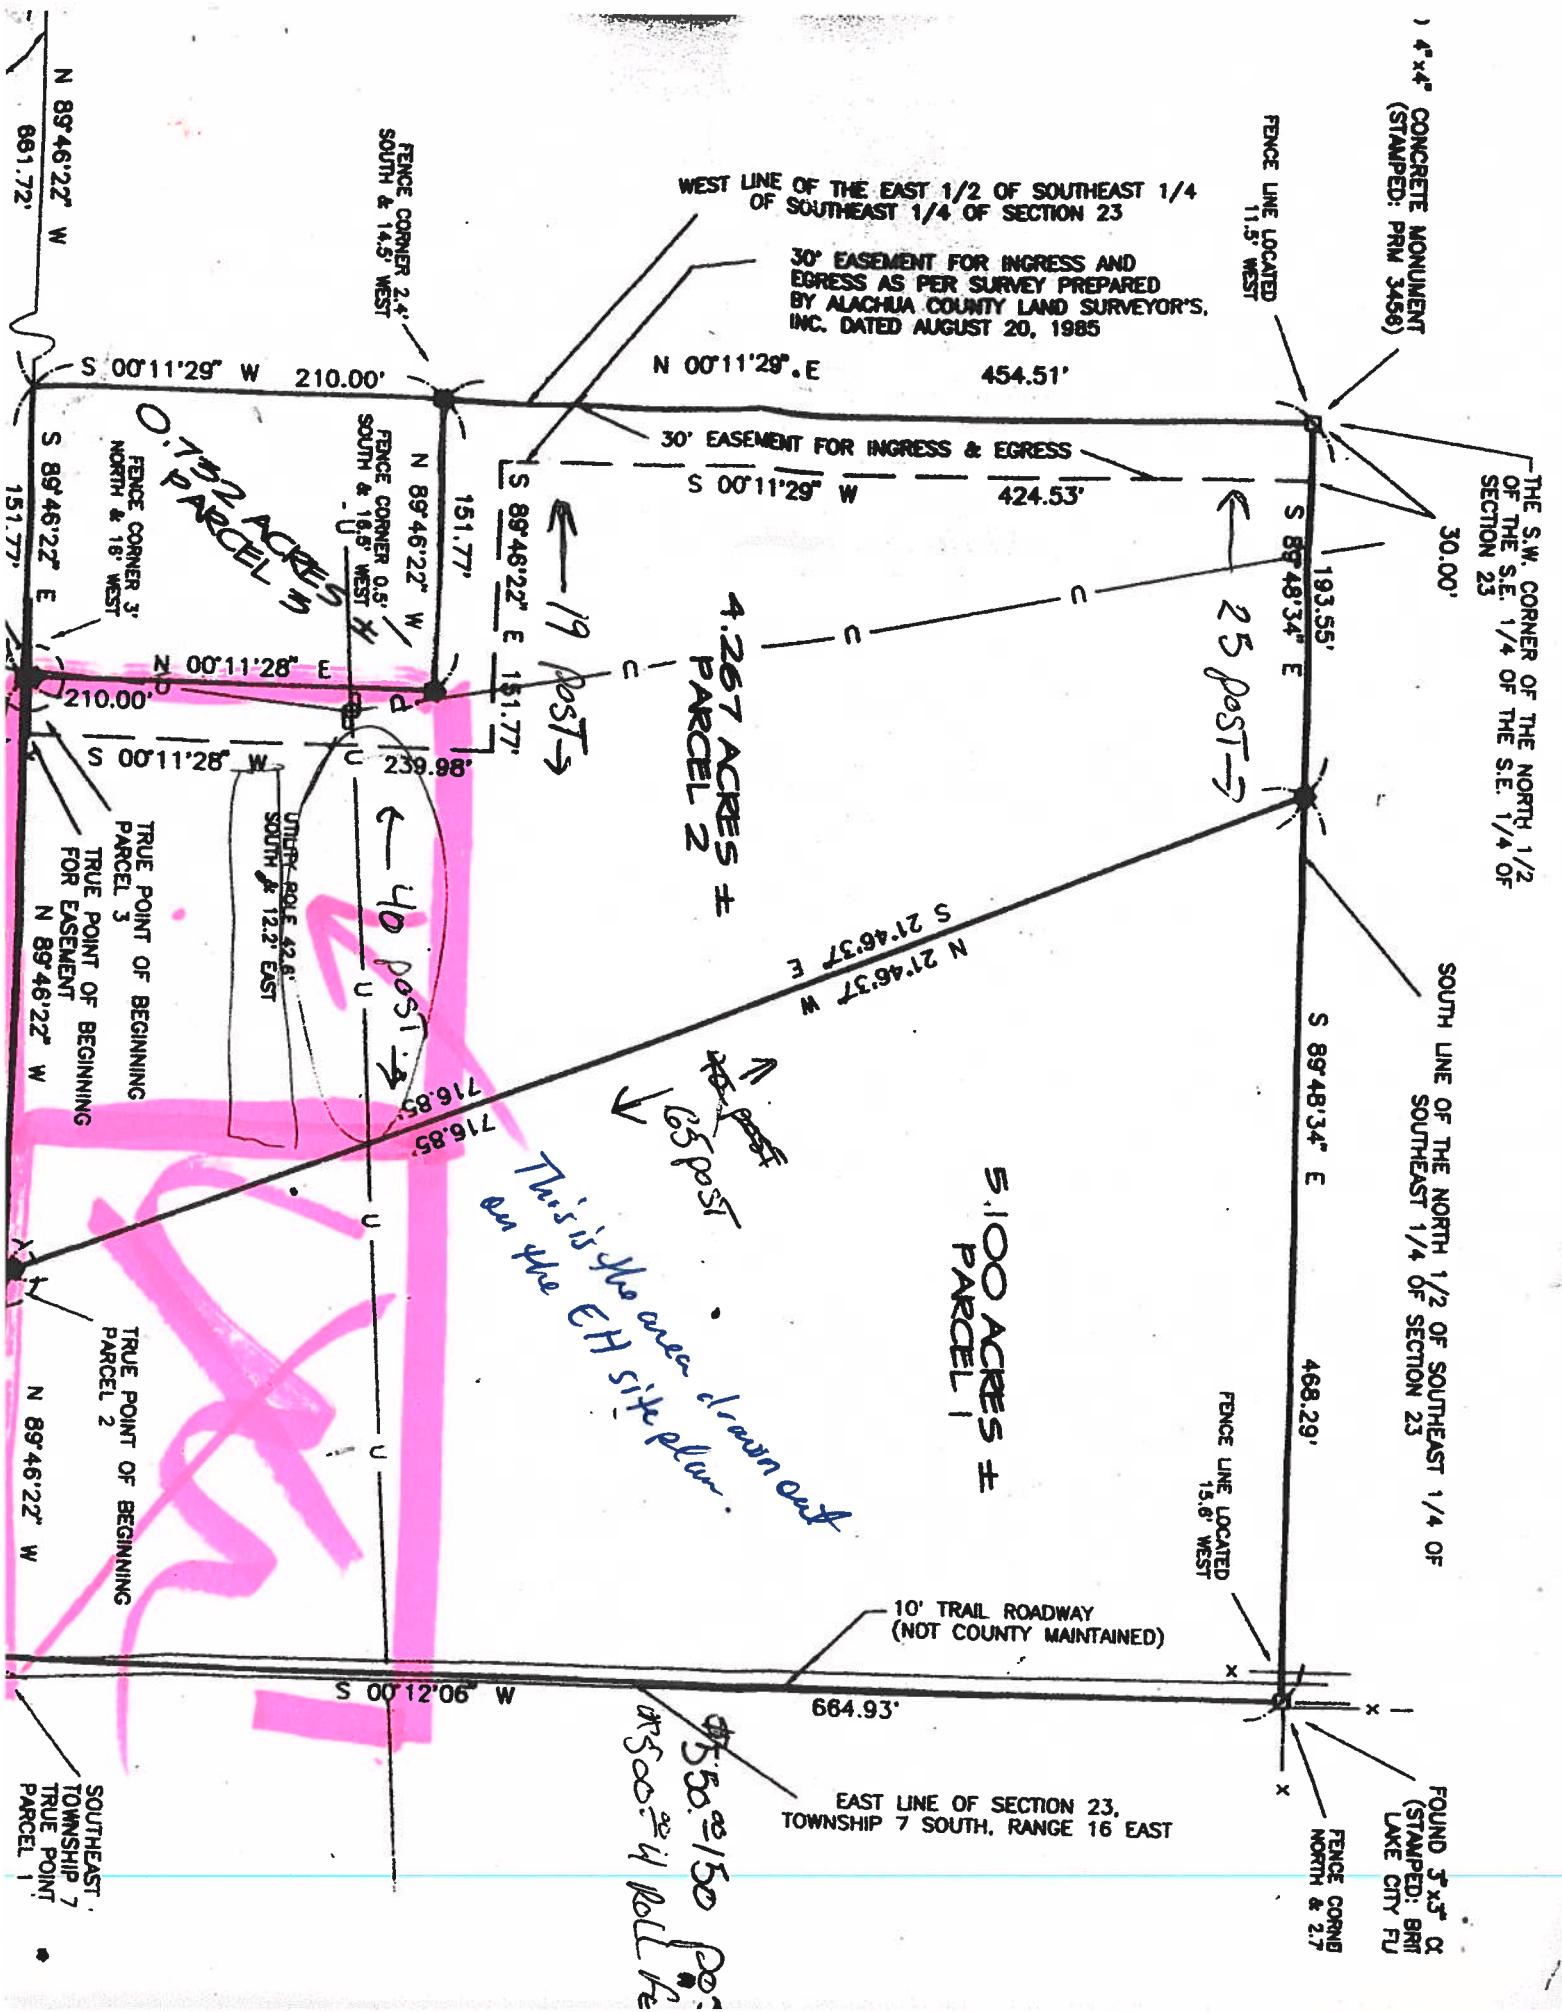 4"x4" CONCRETE MONUMENT
(STAMPED: PRM 3456)
THE S.W. CORNER OF THE NORTH 1/2
OF THE S.E. 1/4 OF THE S.E. 1/4 OF
SECTION 23
30.00'
FENCE LINE LOCATED
11.5' WEST
SOUTH LINE OF THE NORTH 1/2 OF SOUTHEAST 1/4 OF
SOUTHEAST 1/4 OF SECTION 23
193.55'
S 89°48'34" E
S 89°48'34" E 468.29'
FENCE LINE LOCATED
15.6' WEST
FOUND 3"x3"
(STAMPED:
LAKE CITY
FENCE
NORTH & 2.7
WEST LINE OF THE EAST 1/2 OF SOUTHEAST 1/4
OF SOUTHEAST 1/4 OF SECTION 23
30' EASEMENT FOR INGRESS AND
EGRESS AS PER SURVEY PREPARED
BY ALACHUA COUNTY LAND SURVEYOR'S,
INC. DATED AUGUST 20, 1985
N 00°11'29" E 454.51'
30' EASEMENT FOR INGRESS & EGRESS
S 00°11'29" W 424.53'
← 25 post →
4.267 ACRES ±
PARCEL 2
← 19 post →
S 21°46'37" E
N 21°46'37" W
65 post
5.100 ACRES ±
PARCEL 1
This is the area drawn out
on the EH site plan.
10' TRAIL ROADWAY
(NOT COUNTY MAINTAINED)
S 00°12'06" W 664.93'
EAST LINE OF SECTION 23,
TOWNSHIP 7 SOUTH, RANGE 16 EAST
$550.00 150
$500.00 4 Roll
S 89°46'22" E 151.77'
FENCE CORNER 2.4'
SOUTH & 14.5' WEST
151.77'
N 89°46'22" W
FENCE CORNER 0.5'
SOUTH & 16.5' WEST
S 00°11'29" W 210.00'
0.732 ACRES ±
PARCEL 3
FENCE CORNER 3'
NORTH & 16' WEST
N 00°11'28" E
210.00'
S 00°11'28" W 239.98'
← 40 post →
UTILITY POLE 42.6'
SOUTH & 12.2' EAST
716.85'
716.85'
TRUE POINT OF BEGINNING
PARCEL 3
TRUE POINT OF BEGINNING
FOR EASEMENT
TRUE POINT OF BEGINNING
PARCEL 2
N 89°46'22" W
661.72'
S 89°46'22" E
151.77'
N 89°46'22" W
N 89°46'22" W
SOUTHEAST
TOWNSHIP 7
TRUE POINT
PARCEL 1